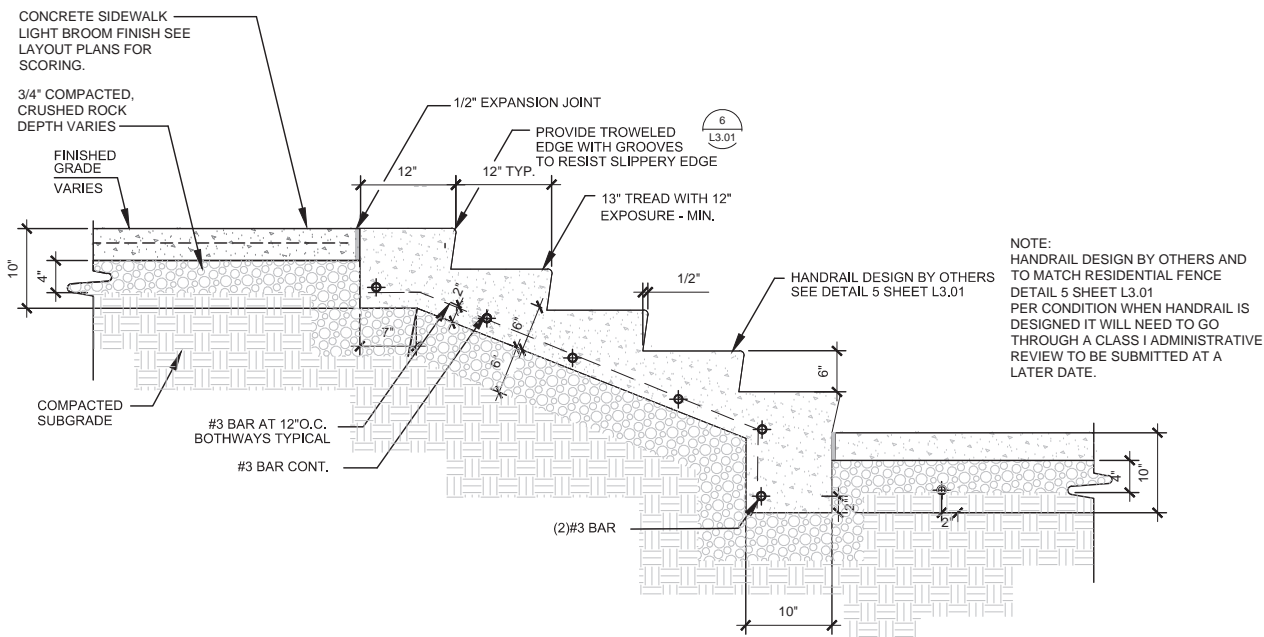 CONCRETE SIDEWALK
LIGHT BROOM FINISH SEE
LAYOUT PLANS FOR
SCORING.
3/4" COMPACTED,
CRUSHED ROCK
DEPTH VARIES
FINISHED
GRADE
VARIES
1/2" EXPANSION JOINT
PROVIDE TROWELED
EDGE WITH GROOVES
TO RESIST SLIPPERY EDGE
6
L3.01
12"
12" TYP.
13" TREAD WITH 12"
EXPOSURE - MIN.
10"
4"
2"
6"
6"
7"
1/2"
HANDRAIL DESIGN BY OTHERS
SEE DETAIL 5 SHEET L3.01
6"
NOTE:
HANDRAIL DESIGN BY OTHERS AND
TO MATCH RESIDENTIAL FENCE
DETAIL 5 SHEET L3.01
PER CONDITION WHEN HANDRAIL IS
DESIGNED IT WILL NEED TO GO
THROUGH A CLASS I ADMINISTRATIVE
REVIEW TO BE SUBMITTED AT A
LATER DATE.
COMPACTED
SUBGRADE
#3 BAR AT 12"O.C.
BOTHWAYS TYPICAL
#3 BAR CONT.
(2)#3 BAR
2"
2"
4"
10"
10"